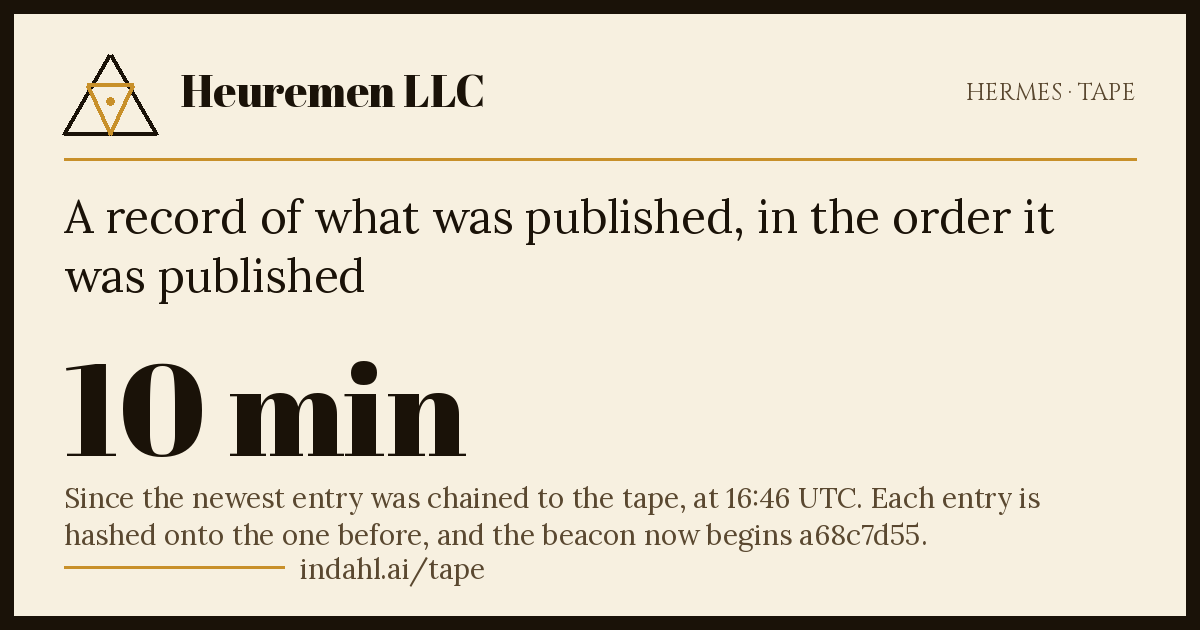 Heuremen LLC
HERMES · TAPE
A record of what was published, in the order it
was published
10 min
Since the newest entry was chained to the tape, at 16:46 UTC. Each entry is
hashed onto the one before, and the beacon now begins a68c7d55.
indahl.ai/tape